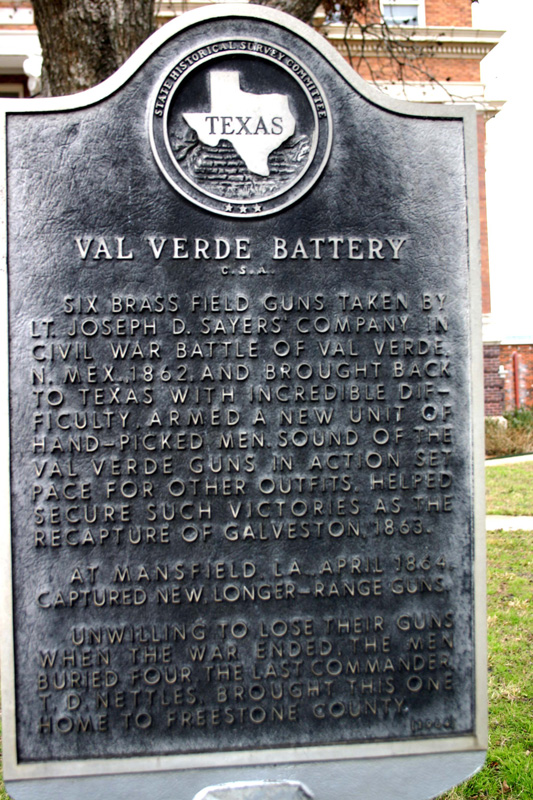 STATE HISTORICAL SURVEY COMMITTEE
TEXAS
VAL VERDE BATTERY
C.S.A.
SIX BRASS FIELD GUNS TAKEN BY
LT. JOSEPH D. SAYERS' COMPANY IN
CIVIL WAR BATTLE OF VAL VERDE,
N. MEX., 1862, AND BROUGHT BACK
TO TEXAS WITH INCREDIBLE DIF–
FICULTY, ARMED A NEW UNIT OF
HAND–PICKED MEN. SOUND OF THE
VAL VERDE GUNS IN ACTION SET
PACE FOR OTHER OUTFITS, HELPED
SECURE SUCH VICTORIES AS THE
RECAPTURE OF GALVESTON, 1863.
AT MANSFIELD, LA., APRIL 1864,
CAPTURED NEW, LONGER–RANGE GUNS.
UNWILLING TO LOSE THEIR GUNS
WHEN THE WAR ENDED, THE MEN
BURIED FOUR. THE LAST COMMANDER,
T. D. NETTLES, BROUGHT THIS ONE
HOME TO FREESTONE COUNTY.